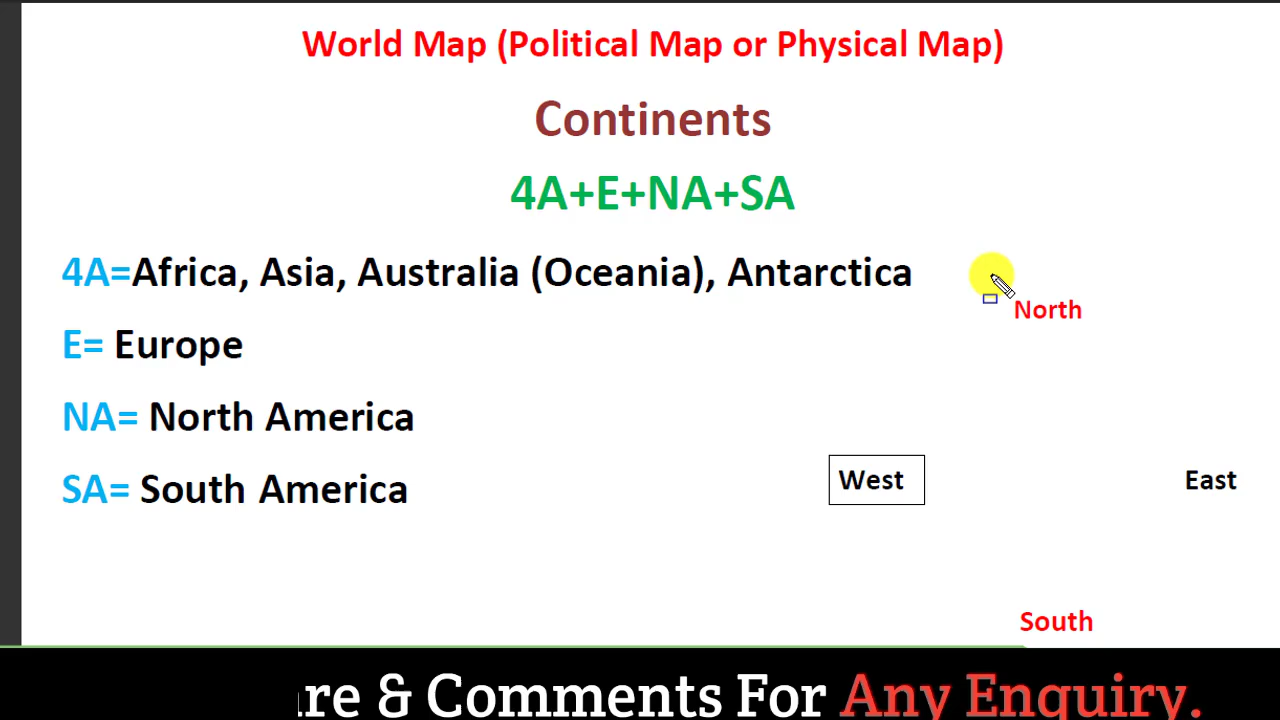 World Map (Political Map or Physical Map)
Continents
4A+E+NA+SA
4A=Africa, Asia, Australia (Oceania), Antarctica
North
E= Europe
NA= North America
West
East
SA= South America
South
& Comments For Any Enquiry.